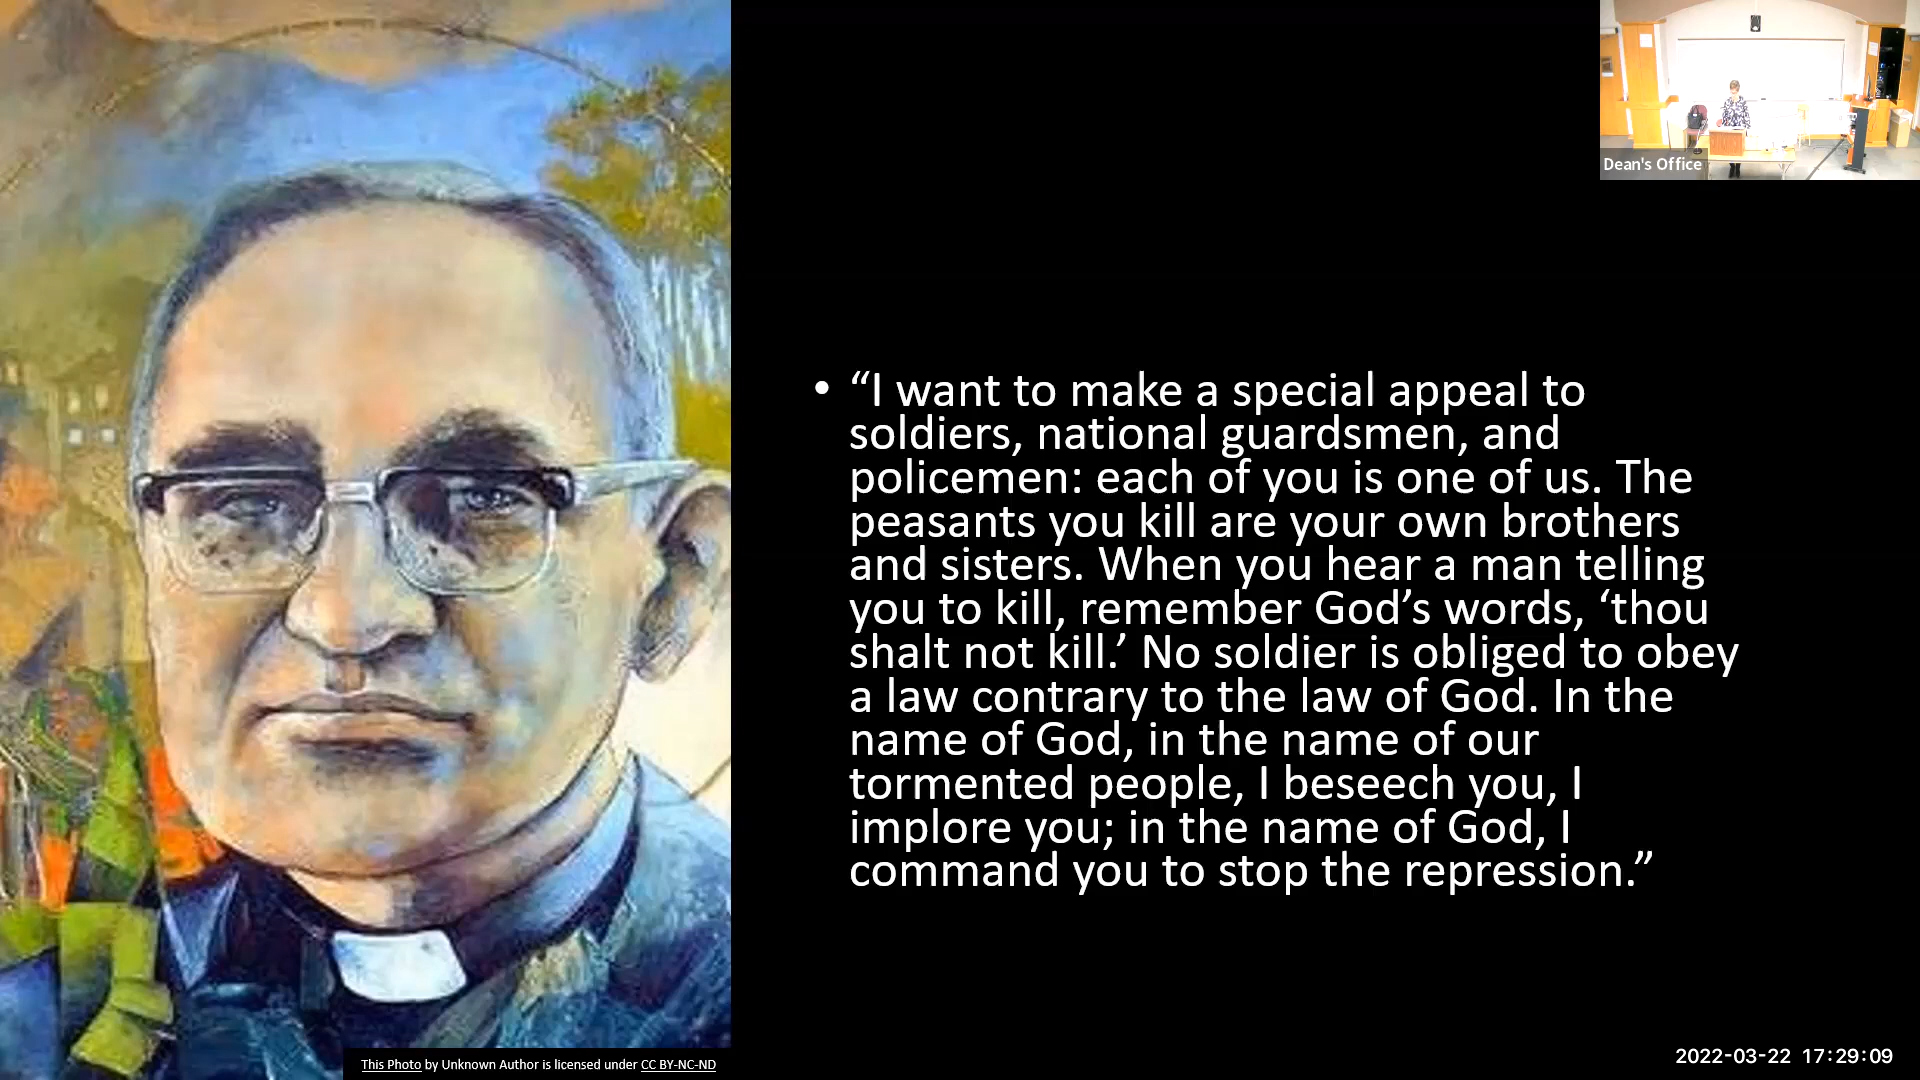 Dean's Office
• “I want to make a special appeal to
soldiers, national guardsmen, and
policemen: each of you is one of us. The
peasants you kill are your own brothers
and sisters. When you hear a man telling
you to kill, remember God’s words, ‘thou
shalt not kill.’ No soldier is obliged to obey
a law contrary to the law of God. In the
name of God, in the name of our
tormented people, I beseech you, I
implore you; in the name of God, I
command you to stop the repression.”
This Photo by Unknown Author is licensed under CC BY-NC-ND
2022-03-22 17:29:09